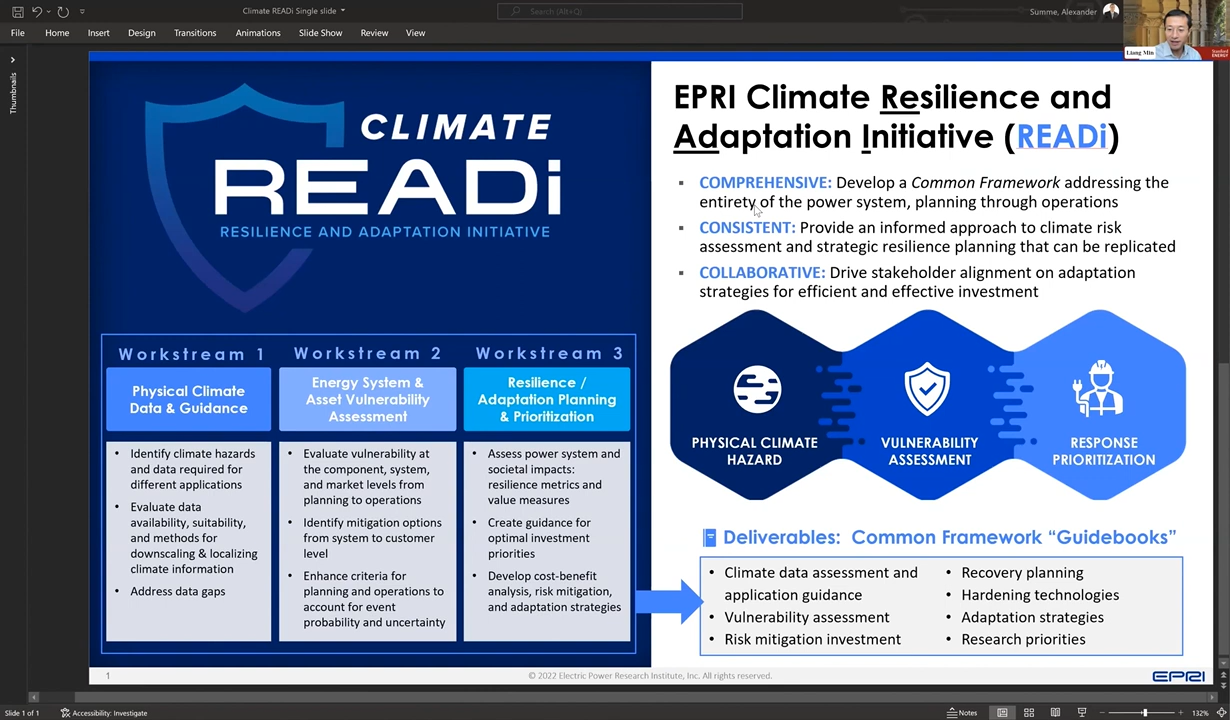 Climate READi Single slide
Search (Alt+Q)
Summe, Alexander
File Home Insert Design Transitions Animations Slide Show Review View
Liang Min
Stanford
ENERGY
Thumbnails
CLIMATE
READi
RESILIENCE AND ADAPTATION INITIATIVE
Workstream 1
Physical Climate
Data & Guidance
• Identify climate hazards
and data required for
different applications
• Evaluate data
availability, suitability,
and methods for
downscaling & localizing
climate information
• Address data gaps
Workstream 2
Energy System &
Asset Vulnerability
Assessment
• Evaluate vulnerability at
the component, system,
and market levels from
planning to operations
• Identify mitigation options
from system to customer
level
• Enhance criteria for
planning and operations to
account for event
probability and uncertainty
Workstream 3
Resilience /
Adaptation Planning
& Prioritization
• Assess power system and
societal impacts:
resilience metrics and
value measures
• Create guidance for
optimal investment
priorities
• Develop cost-benefit
analysis, risk mitigation,
and adaptation strategies
EPRI Climate Resilience and
Adaptation Initiative (READi)
▪ COMPREHENSIVE: Develop a Common Framework addressing the
entirety of the power system, planning through operations
▪ CONSISTENT: Provide an informed approach to climate risk
assessment and strategic resilience planning that can be replicated
▪ COLLABORATIVE: Drive stakeholder alignment on adaptation
strategies for efficient and effective investment
PHYSICAL CLIMATE
HAZARD
VULNERABILITY
ASSESSMENT
RESPONSE
PRIORITIZATION
Deliverables: Common Framework “Guidebooks”
• Climate data assessment and
application guidance
• Vulnerability assessment
• Risk mitigation investment
• Recovery planning
• Hardening technologies
• Adaptation strategies
• Research priorities
1
© 2022 Electric Power Research Institute, Inc. All rights reserved.
EPRI
Slide 1 of 1
Accessibility: Investigate
Notes
132%